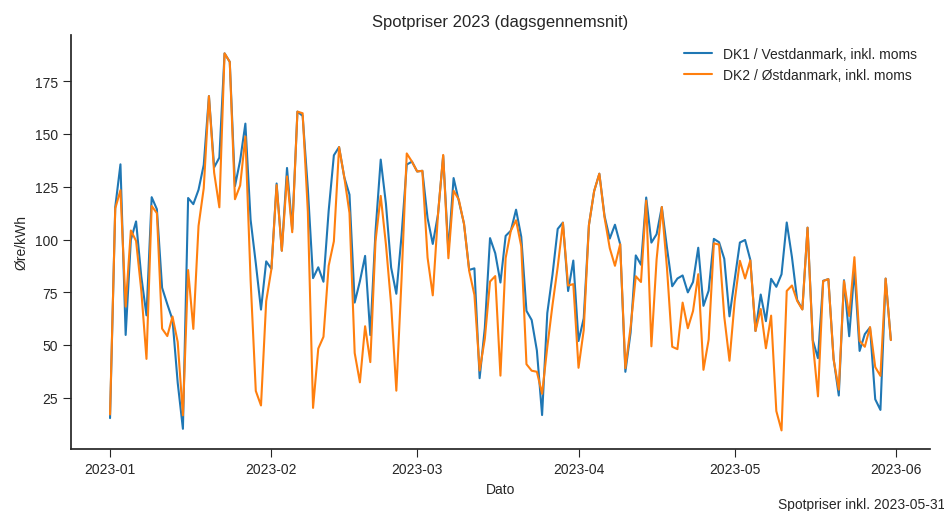 Spotpriser 2023 (dagsgennemsnit)
DK1 / Vestdanmark, inkl. moms
DK2 / Østdanmark, inkl. moms
Øre/kWh
175
150
125
100
75
50
25
2023-01 2023-02 2023-03 2023-04 2023-05 2023-06
Dato
Spotpriser inkl. 2023-05-31